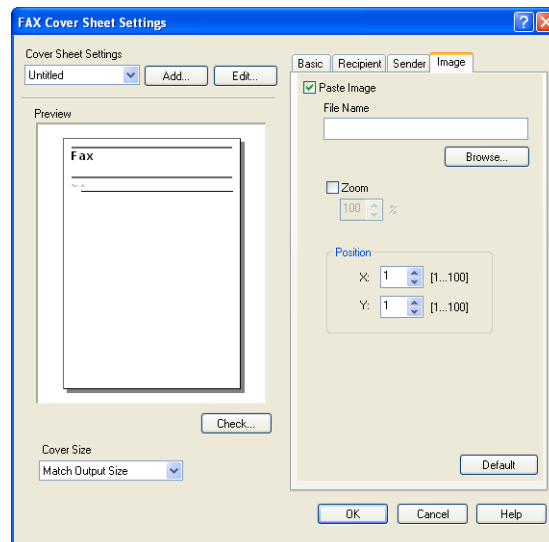 FAX Cover Sheet Settings
Cover Sheet Settings
Untitled
Add...
Edit...
Preview
Fax
Check...
Cover Size
Match Output Size
Basic
Recipient
Sender
Image
Paste Image
File Name
Browse...
Zoom
100 %
Position
X: 1 [1...100]
Y: 1 [1...100]
Default
OK
Cancel
Help